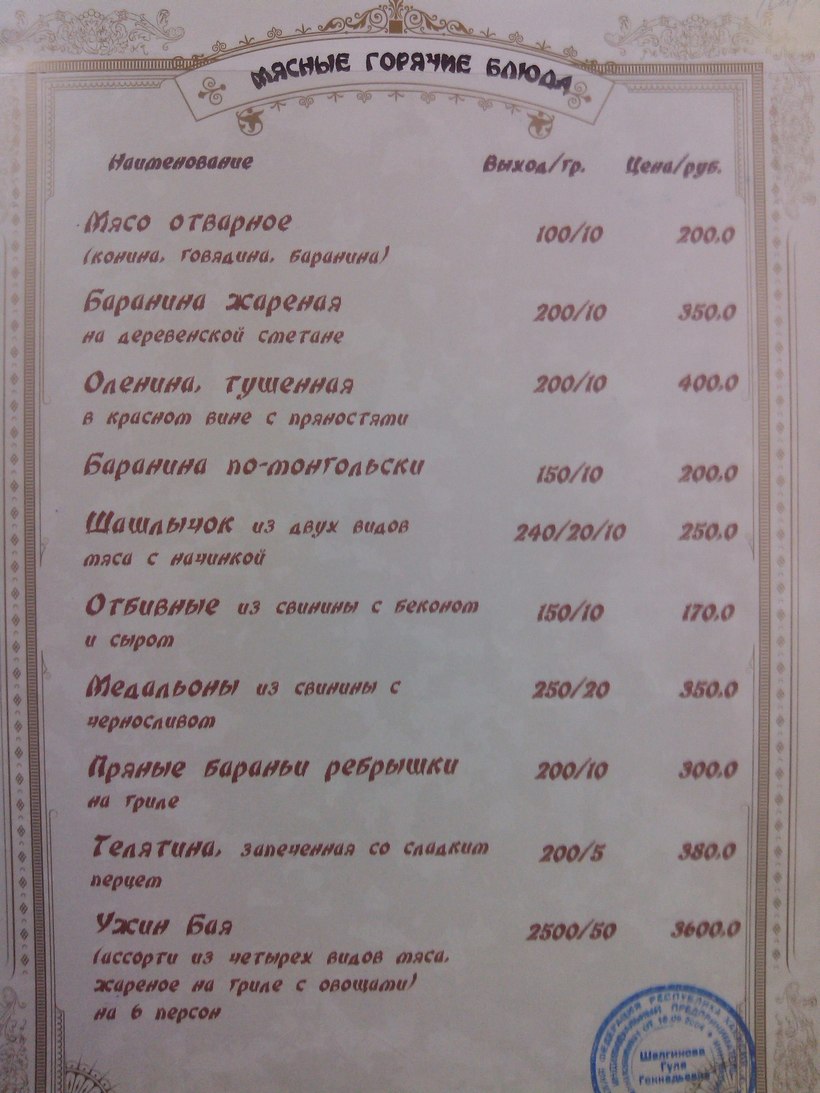 МЯСНЫЕ ГОРЯЧИЕ БЛЮДА
Наименование Выход/гр. Цена/руб.
Мясо отварное 100/10 200,0
(конина, говядина, баранина)
Баранина жареная 200/10 350,0
на деревенской сметане
Оленина, тушенная 200/10 400,0
в красном вине с пряностями
Баранина по-монгольски 150/10 200,0
Шашлычок из двух видов 240/20/10 250,0
мяса с начинкой
Отбивные из свинины с беконом 150/10 170,0
и сыром
Медальоны из свинины с 250/20 350,0
черносливом
Пряные бараньи ребрышки 200/10 300,0
на гриле
Телятина, запеченная со сладким 200/5 380,0
перцем
Ужин Бая 2500/50 3600,0
(ассорти из четырех видов мяса,
жареное на гриле с овощами)
на 6 персон
ФЕДЕРАЦИЯ РЕСПУБЛИКА
ПРЕДПРИНИМАТЕЛЬ
Гула
Геннадьевна